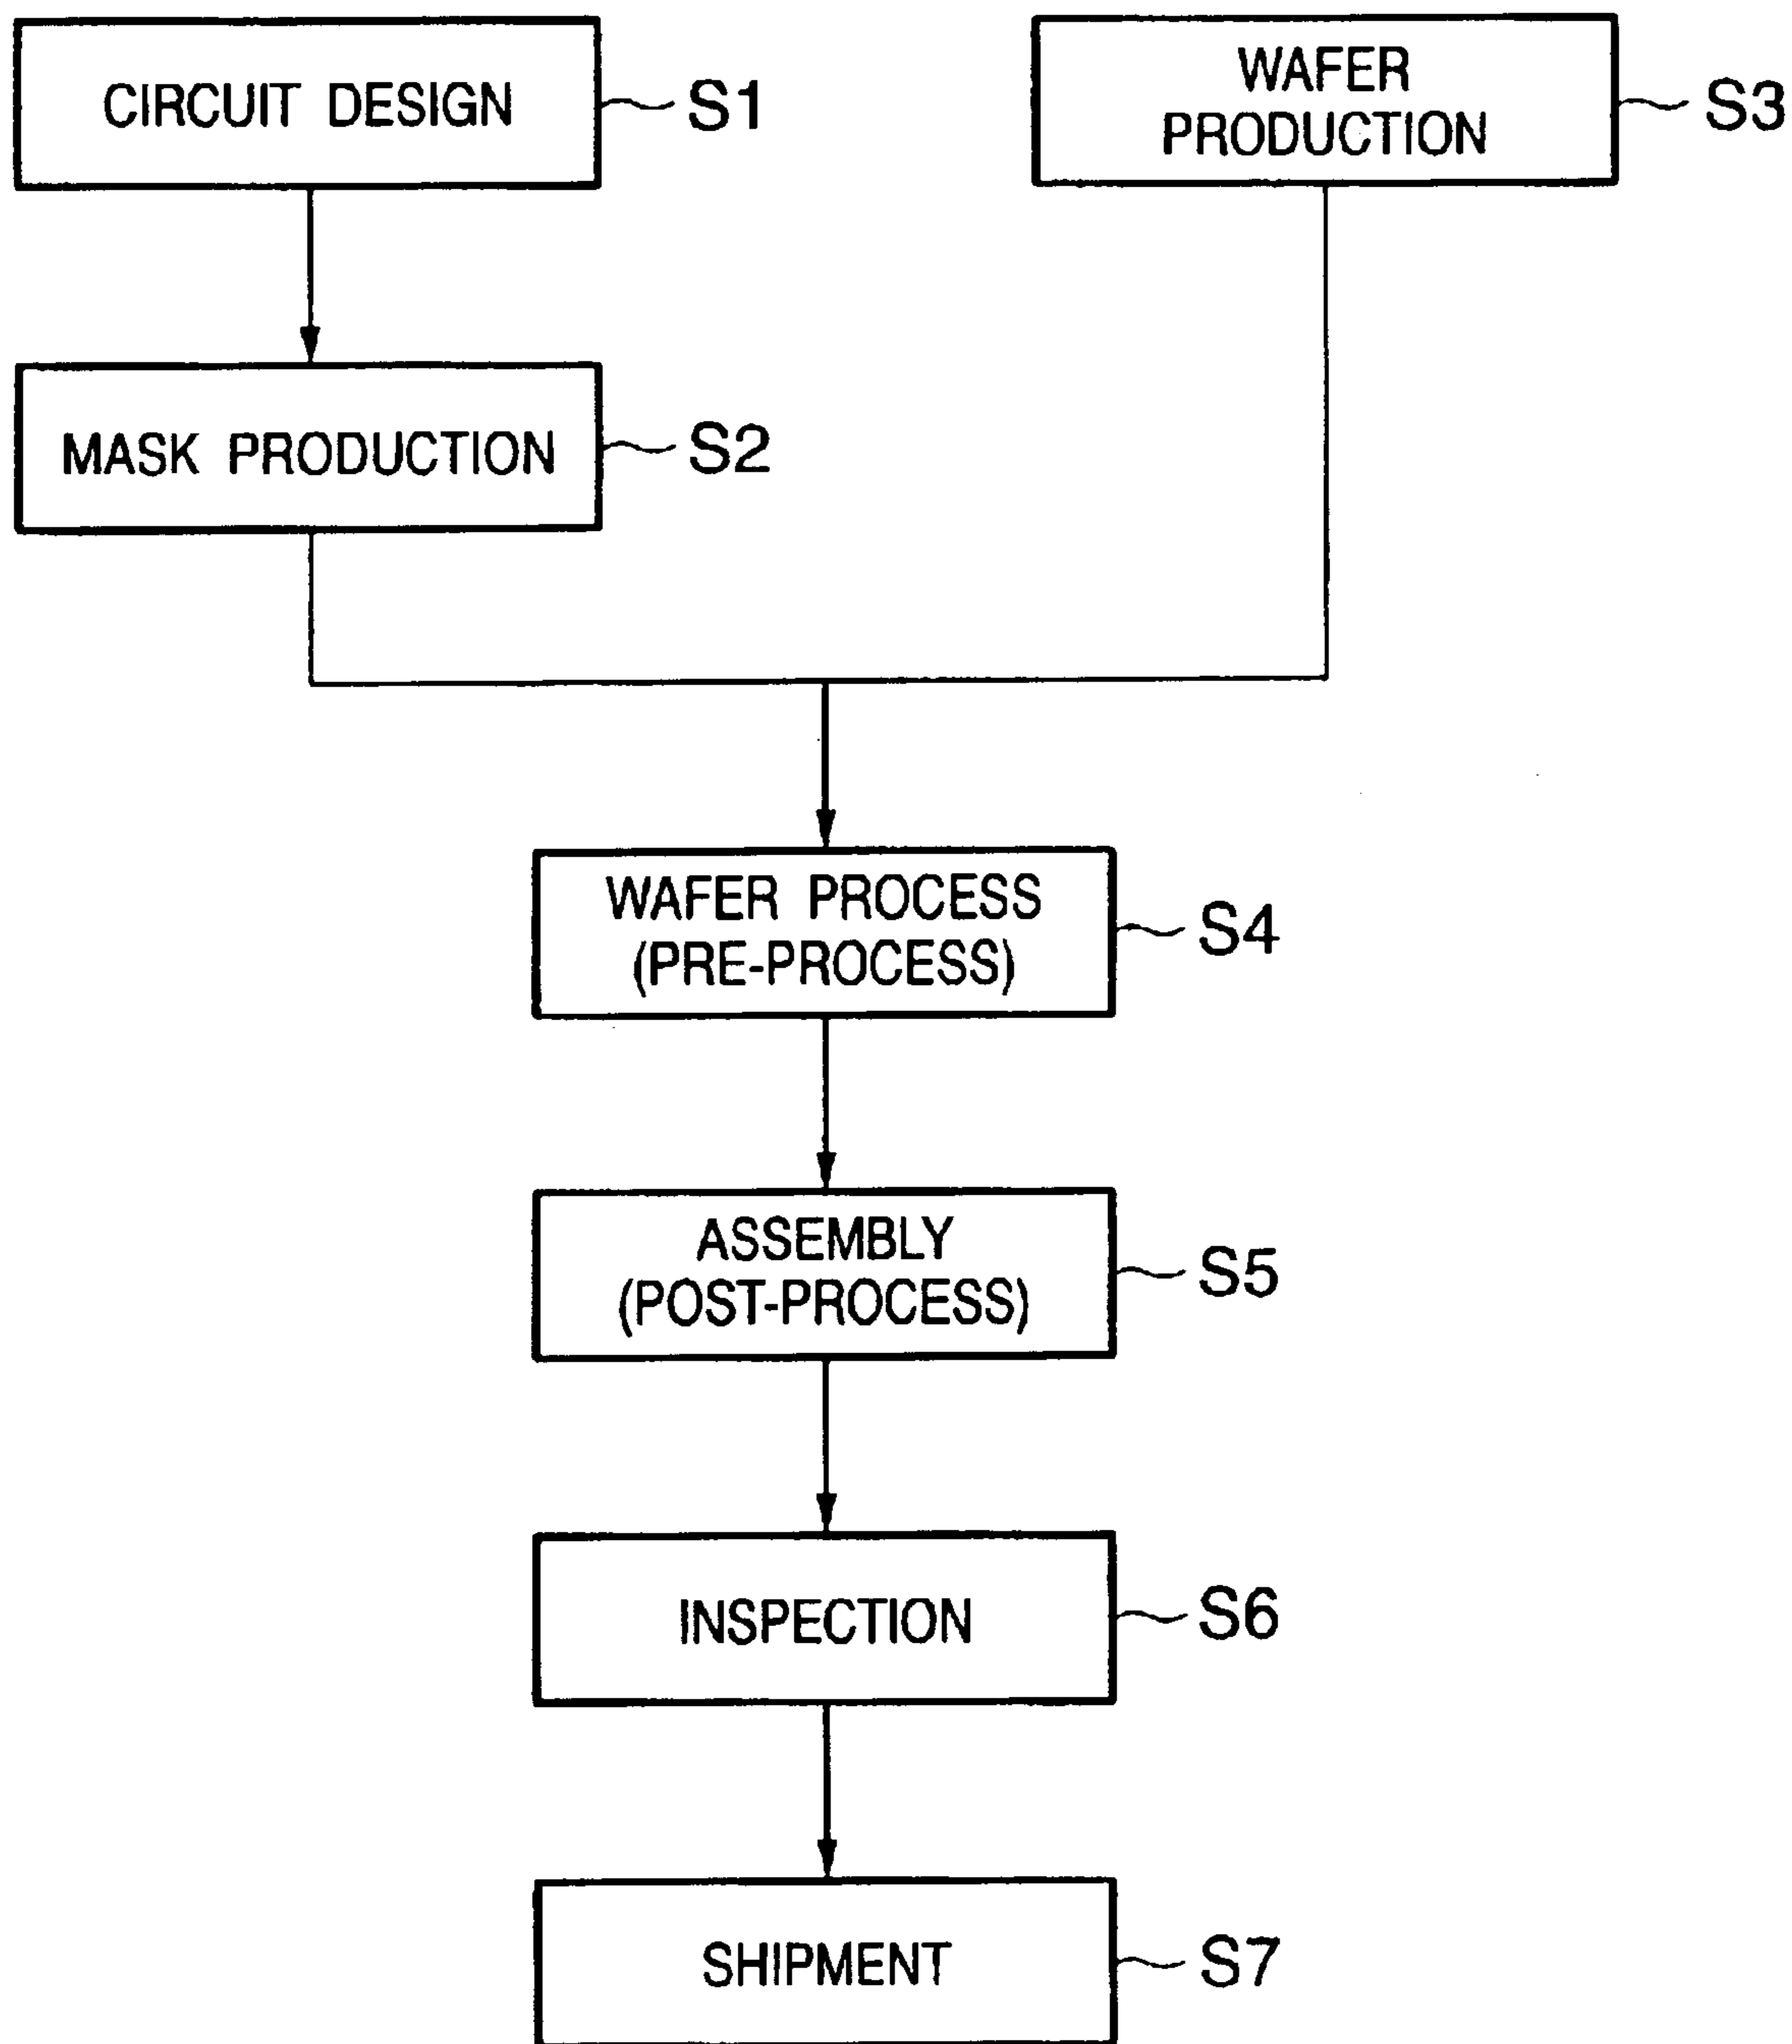 CIRCUIT DESIGN
S1
WAFER
PRODUCTION
S3
MASK PRODUCTION
S2
WAFER PROCESS
(PRE-PROCESS)
S4
ASSEMBLY
(POST-PROCESS)
S5
INSPECTION
S6
SHIPMENT
S7